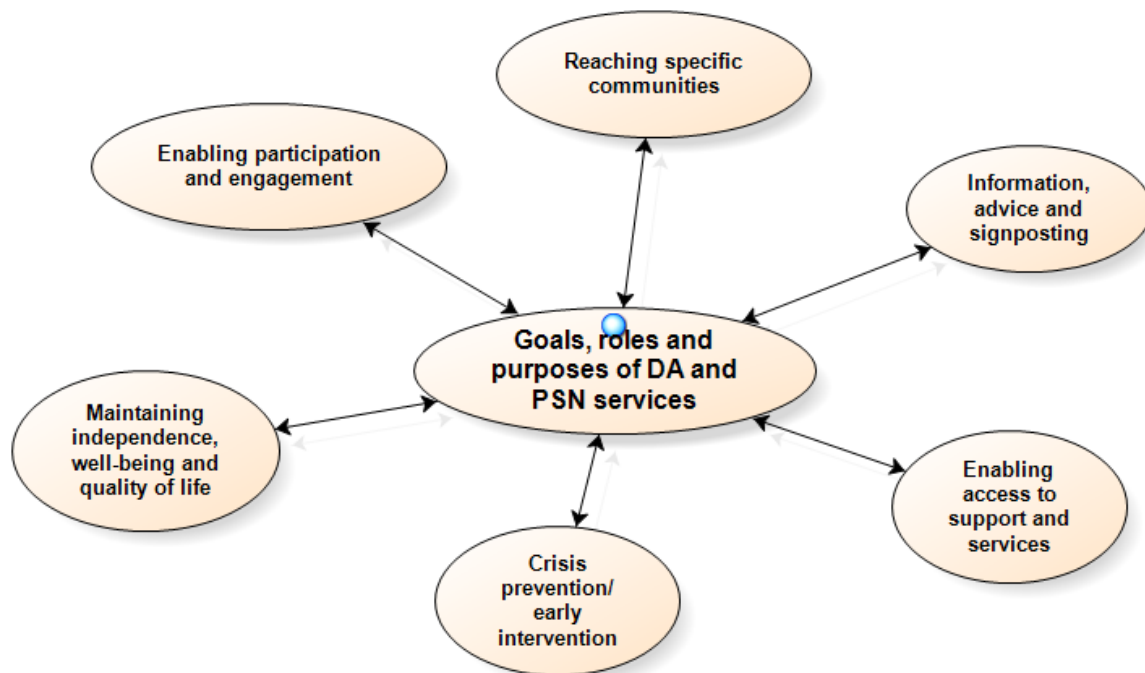 Reaching specific
communities
Enabling participation
and engagement
Information,
advice and
signposting
Goals, roles and
purposes of DA and
PSN services
Maintaining
independence,
well-being and
quality of life
Enabling
access to
support and
services
Crisis
prevention/
early
intervention